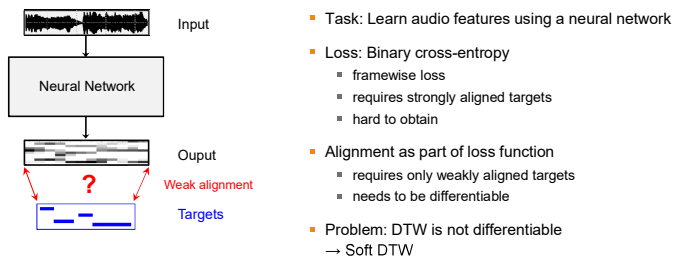 Input
Neural Network
Ouput
?
Weak alignment
Targets
Task: Learn audio features using a neural network
Loss: Binary cross-entropy
framewise loss
requires strongly aligned targets
hard to obtain
Alignment as part of loss function
requires only weakly aligned targets
needs to be differentiable
Problem: DTW is not differentiable
→ Soft DTW